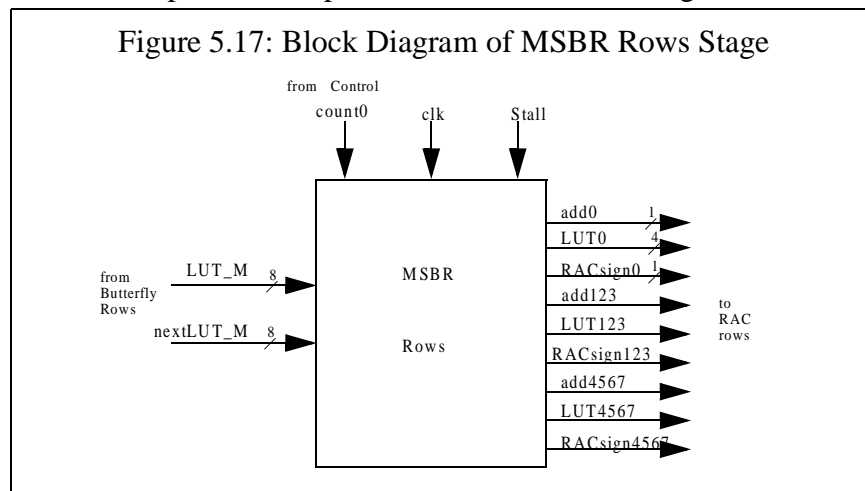 Figure 5.17: Block Diagram of MSBR Rows Stage
from Control
count0
clk
Stall
add0
1
LUT0
4
RACsign0
1
add123
LUT123
RACsign123
add4567
LUT4567
RACsign4567
LUT_M
8
nextLUT_M
8
from
Butterfly
Rows
MSBR
Rows
to
RAC
rows